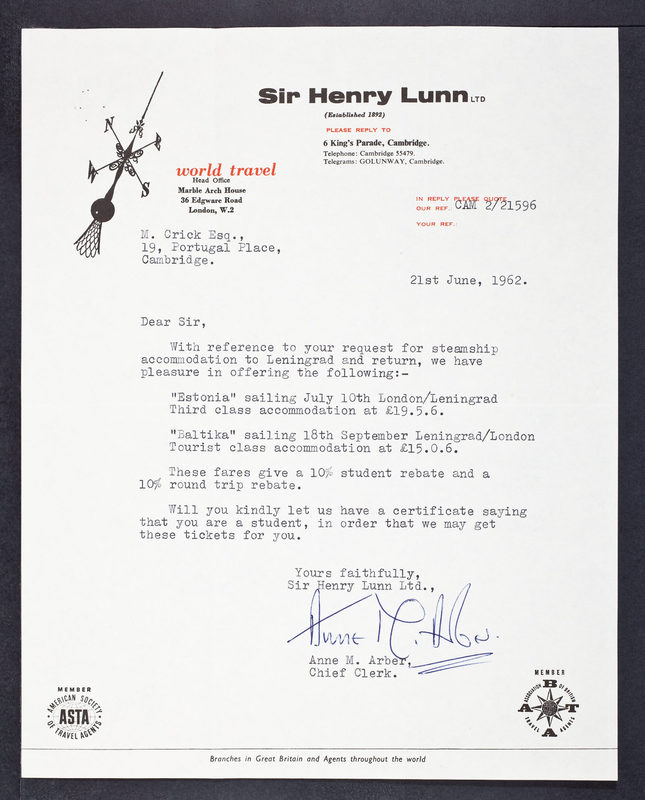 Sir Henry Lunn LTD
(Established 1892)
PLEASE REPLY TO
6 King's Parade, Cambridge.
Telephone: Cambridge 55479.
Telegrams: GOLUNWAY, Cambridge.
N
S
world travel
Head Office
Marble Arch House
36 Edgware Road
London, W.2
IN REPLY PLEASE QUOTE
OUR REF.: CAM 2/21596
YOUR REF.:
M. Crick Esq.,
19, Portugal Place,
Cambridge.
21st June, 1962.
Dear Sir,
With reference to your request for steamship
accommodation to Leningrad and return, we have
pleasure in offering the following:-
"Estonia" sailing July 10th London/Leningrad
Third class accommodation at £19.5.6.
"Baltika" sailing 18th September Leningrad/London
Tourist class accommodation at £15.0.6.
These fares give a 10% student rebate and a
10% round trip rebate.
Will you kindly let us have a certificate saying
that you are a student, in order that we may get
these tickets for you.
Yours faithfully,
Sir Henry Lunn Ltd.,
Anne M. Arber
Anne M. Arber,
Chief Clerk.
MEMBER
AMERICAN SOCIETY
ASTA
OF TRAVEL AGENTS
MEMBER
ASSOCIATION OF BRITISH
TRAVEL AGENTS
ABTA
Branches in Great Britain and Agents throughout the world